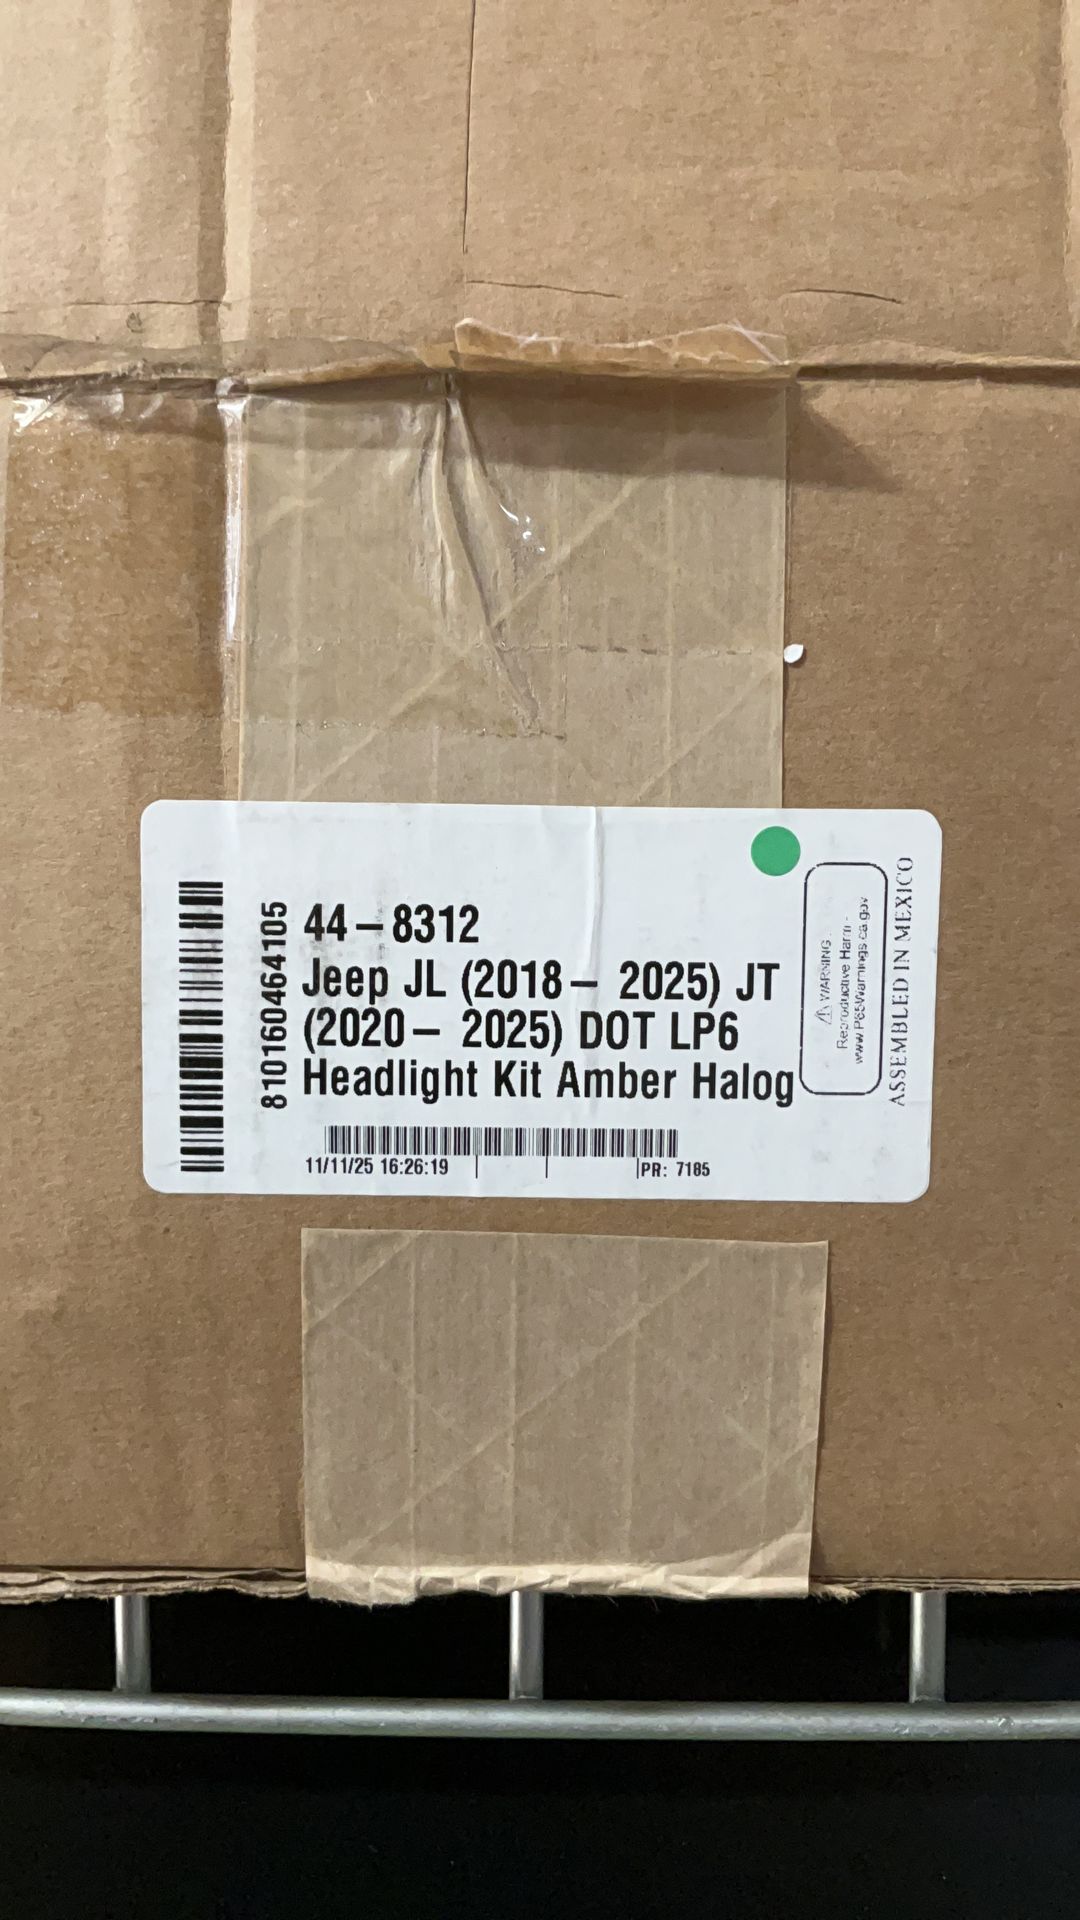 810160464105
44-8312
Jeep JL (2018- 2025) JT
(2020- 2025) DOT LP6
Headlight Kit Amber Halog
11/11/25 16:26:19
PR: 7185
⚠ WARNING:
Reproductive Harm -
www.P65Warnings.ca.gov
ASSEMBLED IN MEXICO